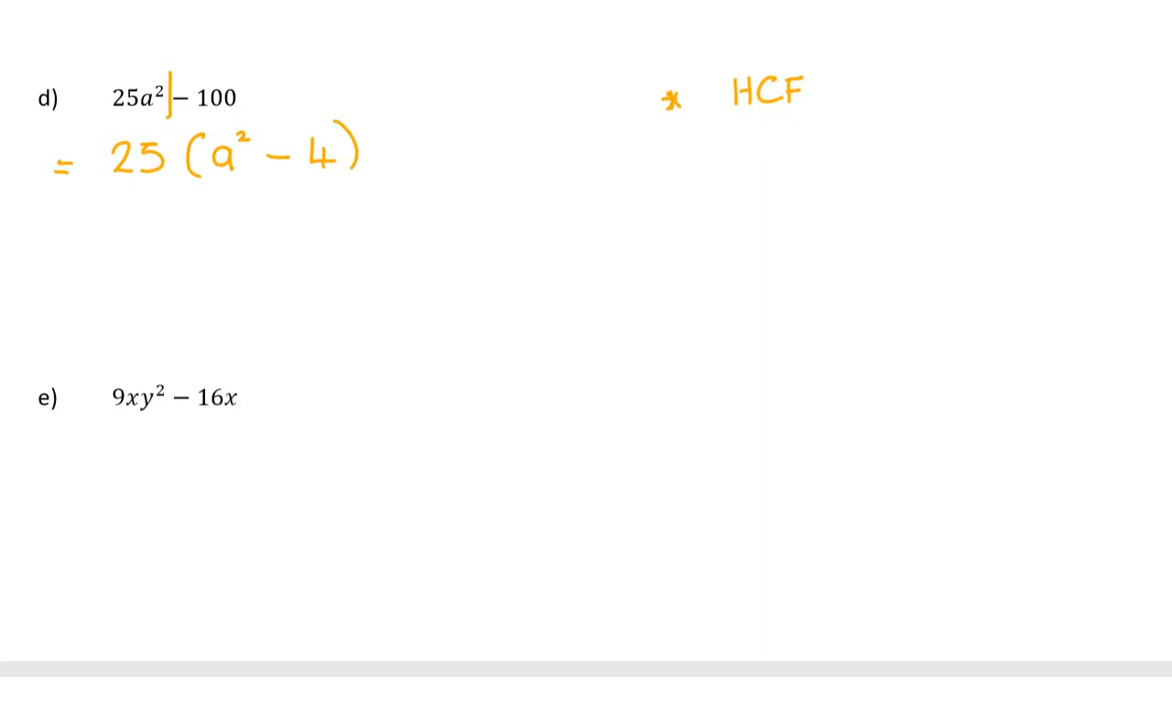 d) 25a² − 100
* HCF
= 25 (a² − 4)
e) 9xy² − 16x